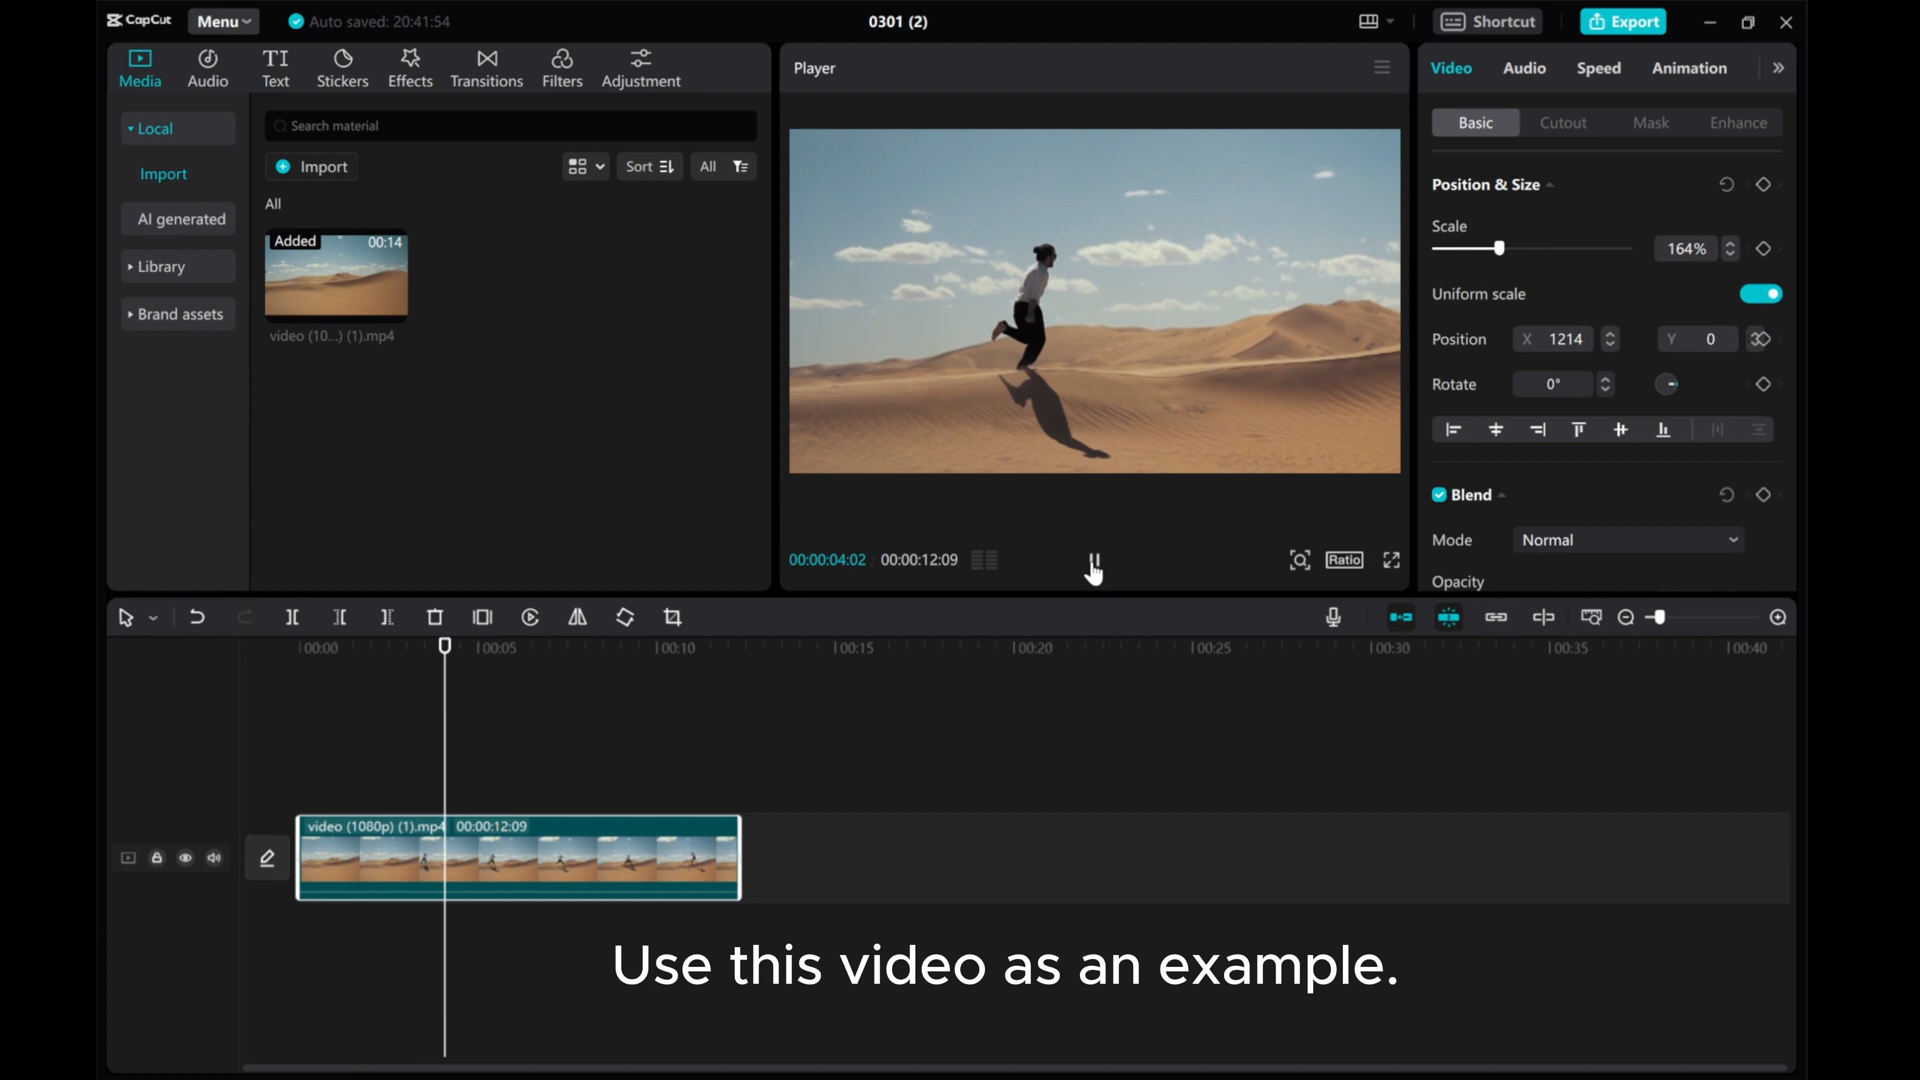 CapCut Menu Auto saved: 20:41:54 0301 (2) Shortcut Export
Media Audio Text Stickers Effects Transitions Filters Adjustment
Local
Import
AI generated
Library
Brand assets
Search material
Import Sort All
All
Added 00:14
video (10...) (1).mp4
Player
00:00:04:02 00:00:12:09 Ratio
Video Audio Speed Animation
Basic Cutout Mask Enhance
Position & Size
Scale
164%
Uniform scale
Position X 1214 Y 0
Rotate 0°
Blend
Mode Normal
Opacity
00:00 00:05 00:10 00:15 00:20 00:25 00:30 00:35 00:40
video (1080p) (1).mp4 00:00:12:09
Use this video as an example.